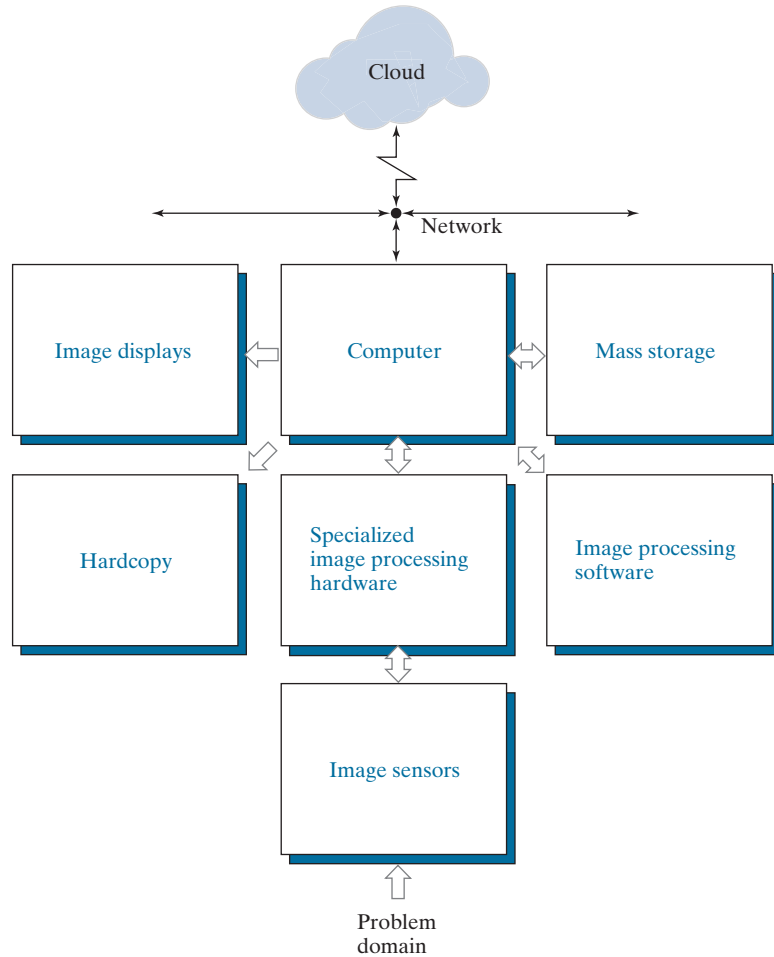 Cloud
Network
Image displays
Computer
Mass storage
Hardcopy
Specialized
image processing
hardware
Image processing
software
Image sensors
Problem
domain